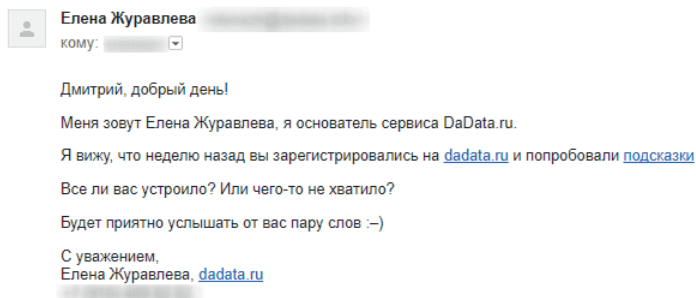 Елена Журавлева
кому:
Дмитрий, добрый день!
Меня зовут Елена Журавлева, я основатель сервиса DaData.ru.
Я вижу, что неделю назад вы зарегистрировались на dadata.ru и попробовали подсказки
Все ли вас устроило? Или чего-то не хватило?
Будет приятно услышать от вас пару слов :–)
С уважением,
Елена Журавлева, dadata.ru